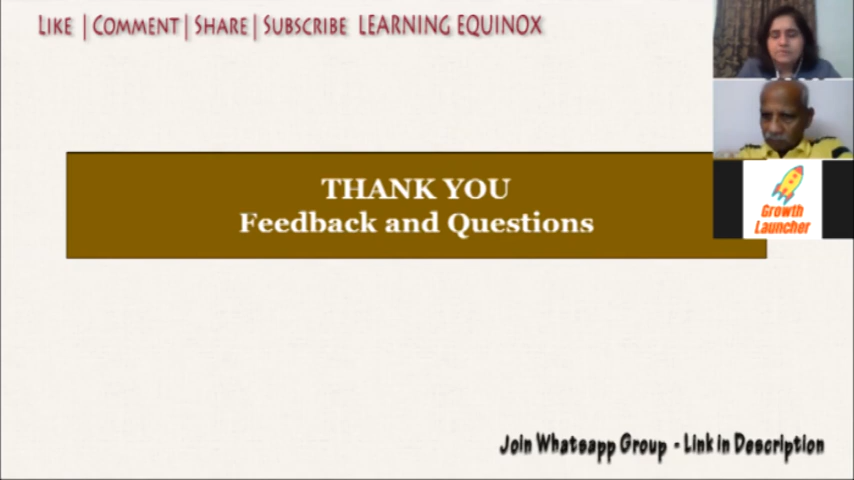 LIKE | COMMENT | SHARE | SUBSCRIBE LEARNING EQUINOX
THANK YOU
Feedback and Questions
Growth
Launcher
Join Whatsapp Group - Link in Description